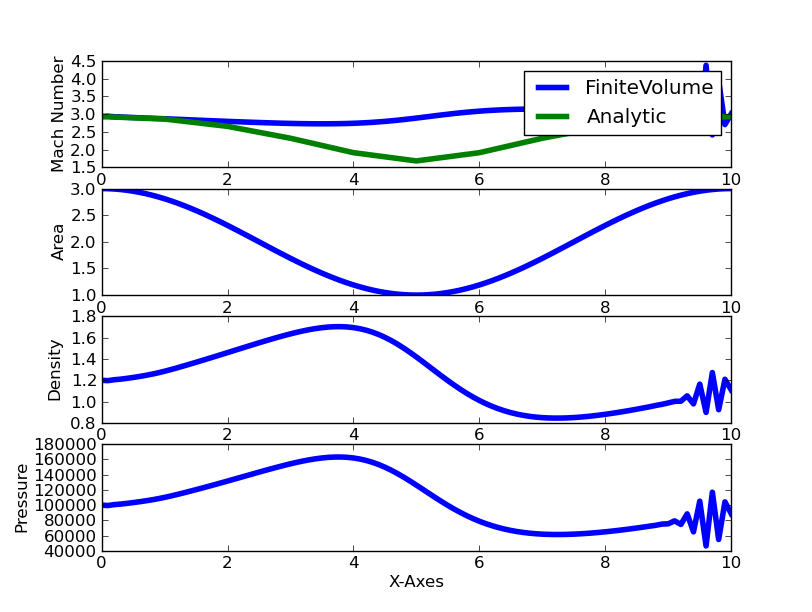 Mach Number
4.5
4.0
3.5
3.0
2.5
2.0
1.5
FiniteVolume
Analytic
0 2 4 6 8 10
Area
3.0
2.5
2.0
1.5
1.0
0 2 4 6 8 10
Density
1.8
1.6
1.4
1.2
1.0
0.8
0 2 4 6 8 10
Pressure
180000
160000
140000
120000
100000
80000
60000
40000
0 2 4 6 8 10
X-Axes